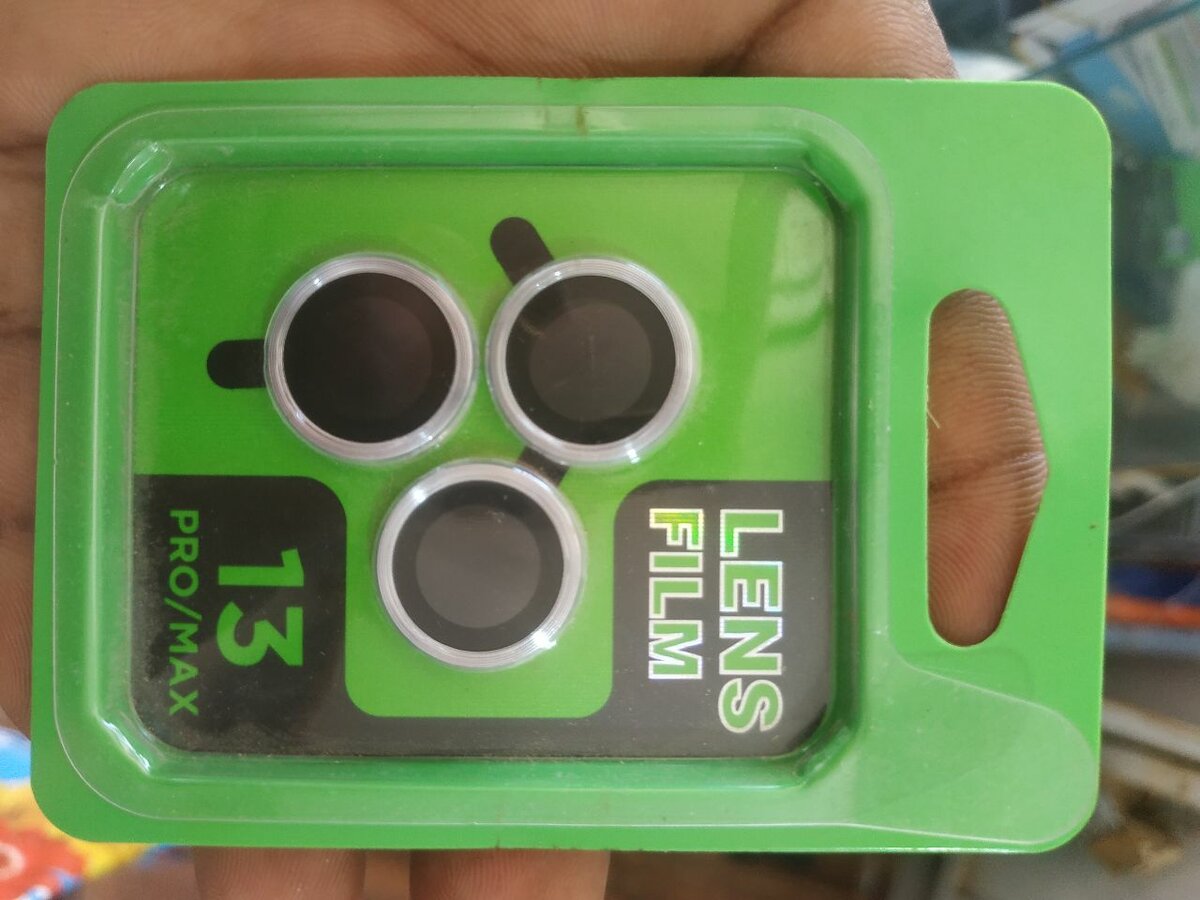 LENS
FILM
13
PRO/MAX